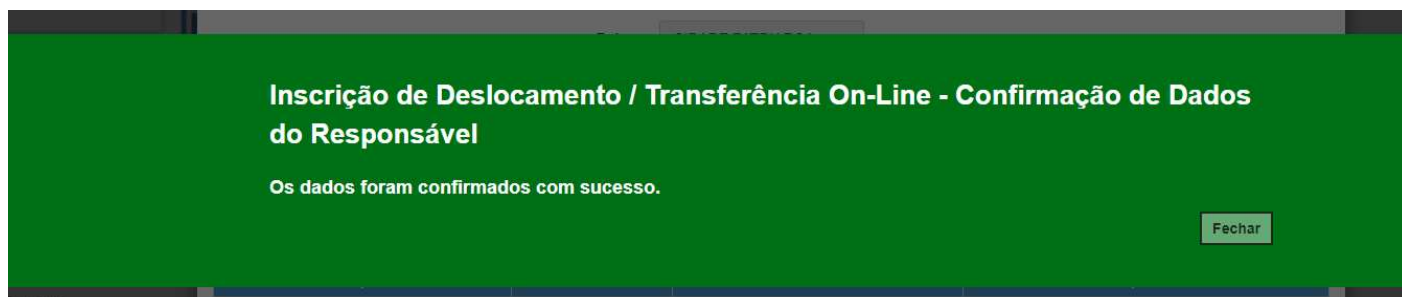 Inscrição de Deslocamento / Transferência On-Line - Confirmação de Dados
do Responsável
Os dados foram confirmados com sucesso.
Fechar